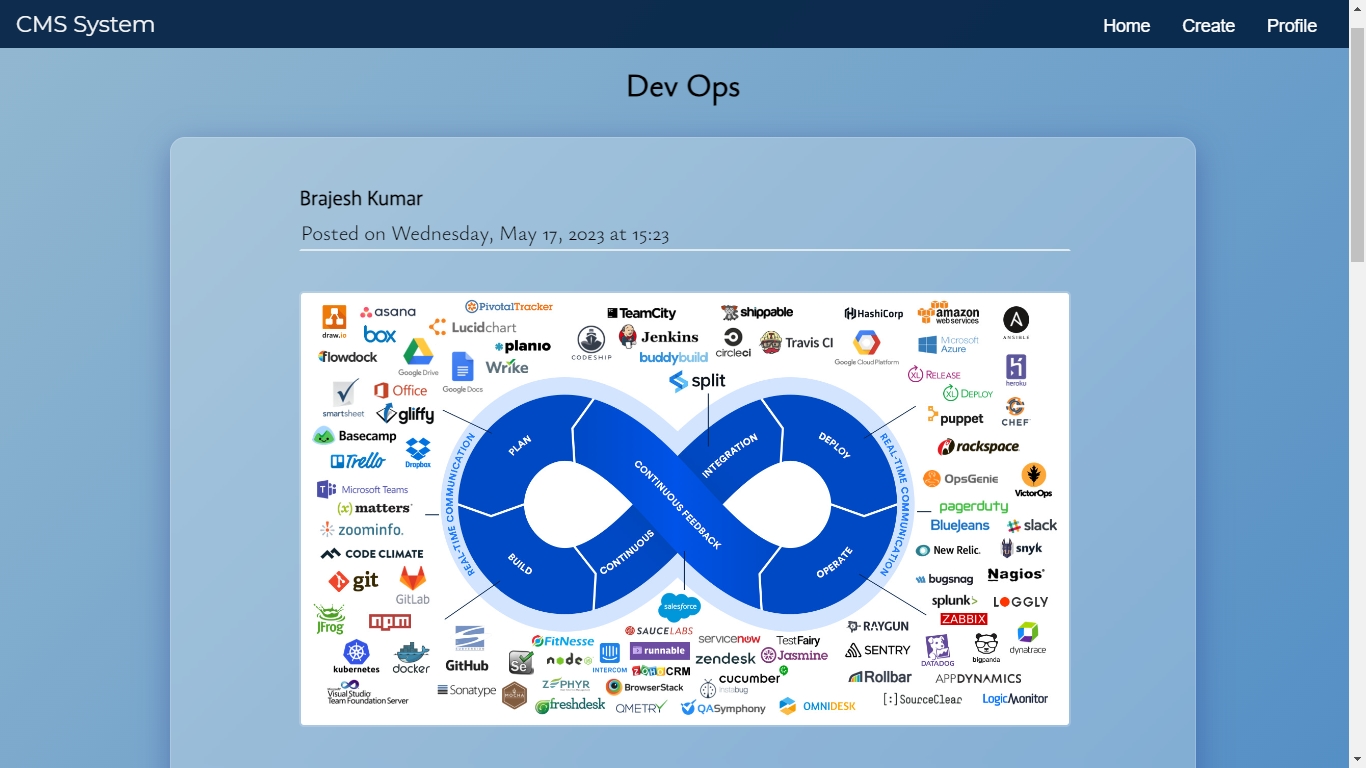 CMS System
Home Create Profile
Dev Ops
Brajesh Kumar
Posted on Wednesday, May 17, 2023 at 15:23
draw.io
asana
PivotalTracker
box
Lucidchart
flowdock
Google Drive
planio
Google Docs
Wrike
smartsheet
Office
gliffy
Basecamp
Trello
Dropbox
Microsoft Teams
(x)matters
zoominfo.
CODE CLIMATE
git
GitLab
JFrog
npm
kubernetes
docker
Visual Studio
Team Foundation Server
TeamCity
shippable
CODESHIP
Jenkins
circleci
Travis CI
buddybuild
split
HashiCorp
amazon
web services
ANSIBLE
Google Cloud Platform
Microsoft
Azure
XL RELEASE
heroku
XL DEPLOY
puppet
CHEF
rackspace
OpsGenie
VictorOps
pagerduty
BlueJeans
slack
New Relic.
snyk
bugsnag
Nagios®
splunk>
LOGGLY
ZABBIX
REAL-TIME COMMUNICATION
PLAN
BUILD
CONTINUOUS
INTEGRATION
CONTINUOUS FEEDBACK
DEPLOY
OPERATE
REAL-TIME COMMUNICATION
salesforce
SUBVERSION
GitHub
Sonatype
FitNesse
SAUCELABS
servicenow
TestFairy
Se
node
INTERCOM
runnable
zendesk
Jasmine
MOCHA
ZEPHYR
ZOHO CRM
BrowserStack
cucumber
instabug
freshdesk
QMETRY
QASymphony
OMNIDESK
RAYGUN
SENTRY
DATADOG
bigpanda
dynatrace
Rollbar
APPDYNAMICS
[:]SourceClear
LogicMonitor